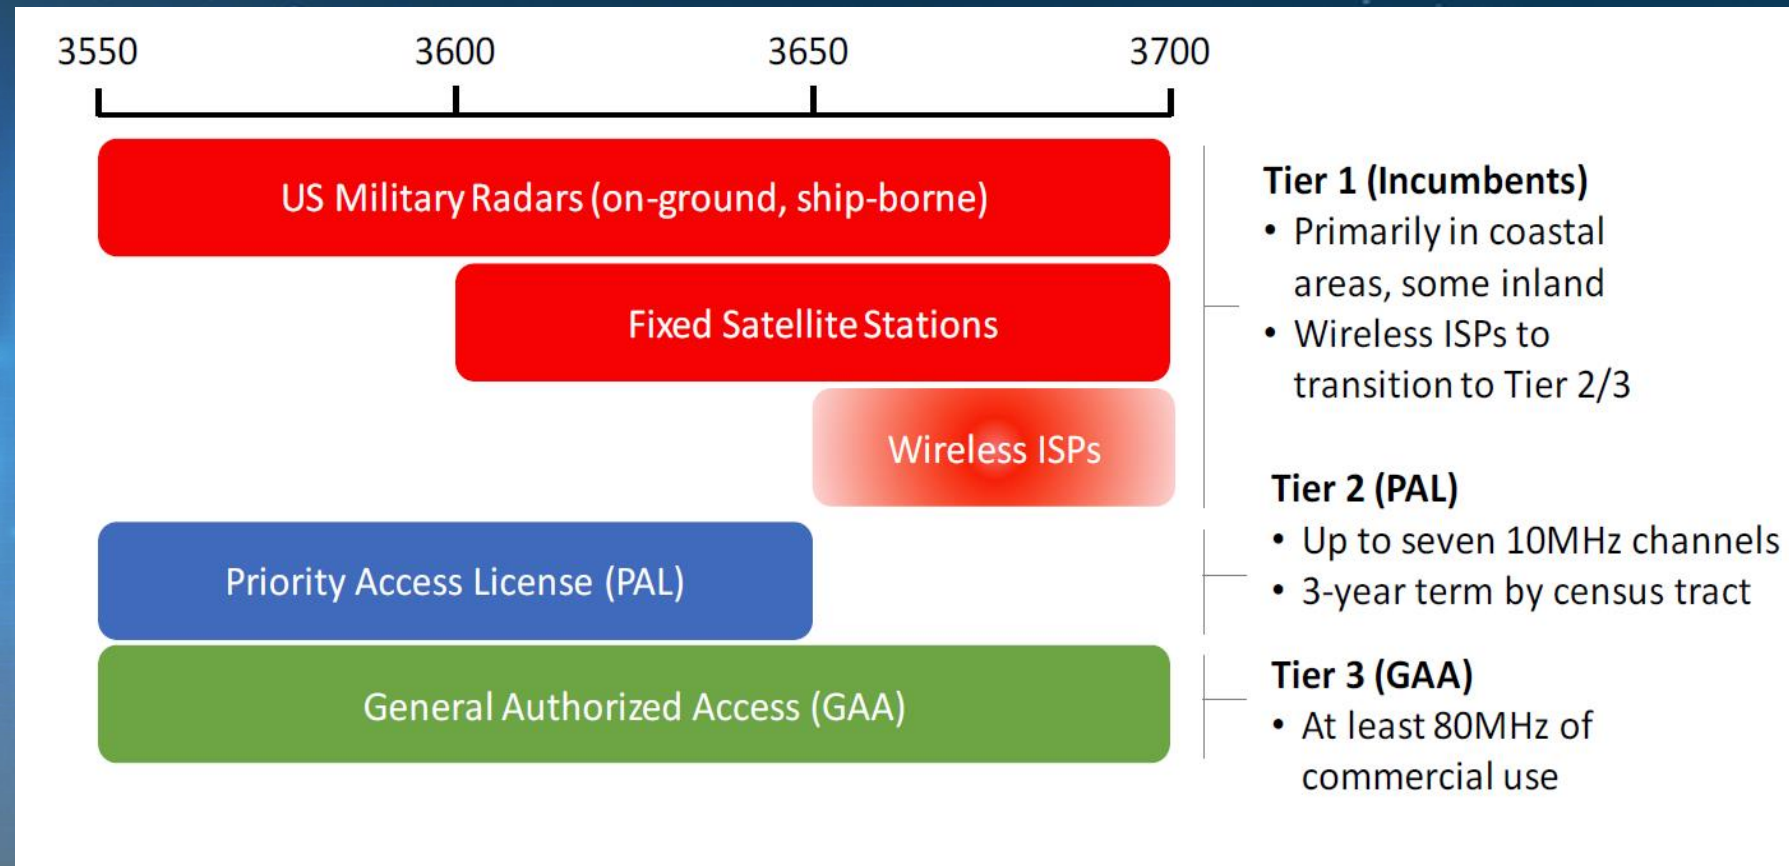 3550 3600 3650 3700
US Military Radars (on-ground, ship-borne)
Fixed Satellite Stations
Wireless ISPs
Priority Access License (PAL)
General Authorized Access (GAA)
Tier 1 (Incumbents)
• Primarily in coastal
areas, some inland
• Wireless ISPs to
transition to Tier 2/3
Tier 2 (PAL)
• Up to seven 10MHz channels
• 3-year term by census tract
Tier 3 (GAA)
• At least 80MHz of
commercial use